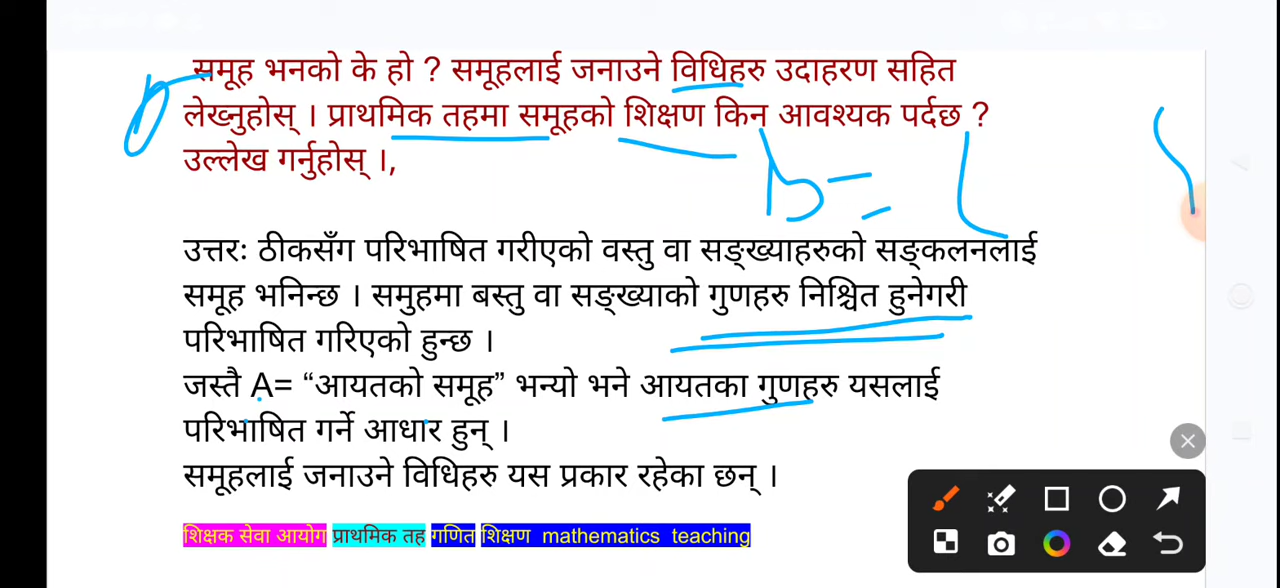 समूह भनको के हो ? समूहलाई जनाउने विधिहरु उदाहरण सहित
लेख्नुहोस् । प्राथमिक तहमा समूहको शिक्षण किन आवश्यक पर्दछ ?
उल्लेख गर्नुहोस् ।,
b =
उत्तरः ठीकसँग परिभाषित गरीएको वस्तु वा सङ्ख्याहरुको सङ्कलनलाई
समूह भनिन्छ । समुहमा बस्तु वा सङ्ख्याको गुणहरु निश्चित हुनेगरी
परिभाषित गरिएको हुन्छ ।
जस्तै A= “आयतको समूह” भन्यो भने आयतका गुणहरु यसलाई
परिभाषित गर्ने आधार हुन् ।
समूहलाई जनाउने विधिहरु यस प्रकार रहेका छन् ।
शिक्षक सेवा आयोग प्राथमिक तह गणित शिक्षण mathematics teaching